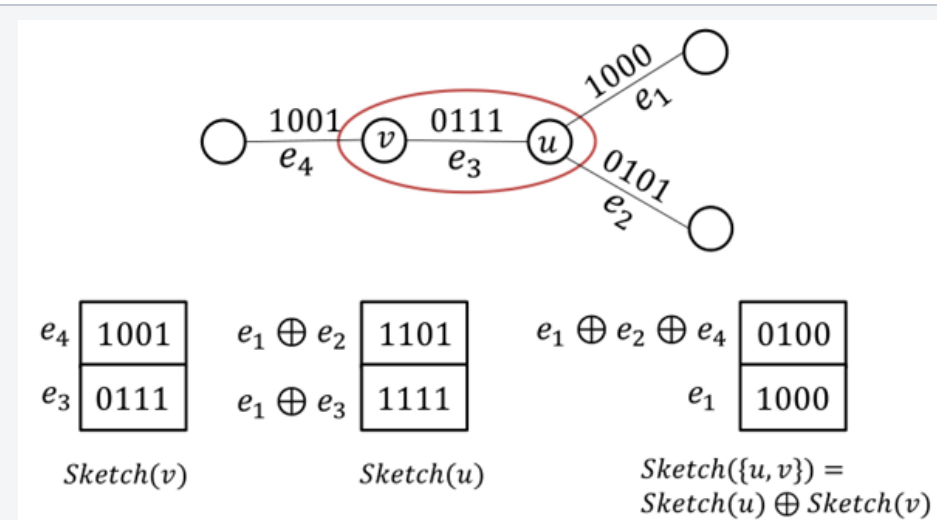 1000
e₁
1001
e₄
v
0111
e₃
u
0101
e₂
e₄ 1001
e₃ 0111
Sketch(v)
e₁ ⊕ e₂ 1101
e₁ ⊕ e₃ 1111
Sketch(u)
e₁ ⊕ e₂ ⊕ e₄ 0100
e₁ 1000
Sketch({u, v}) =
Sketch(u) ⊕ Sketch(v)